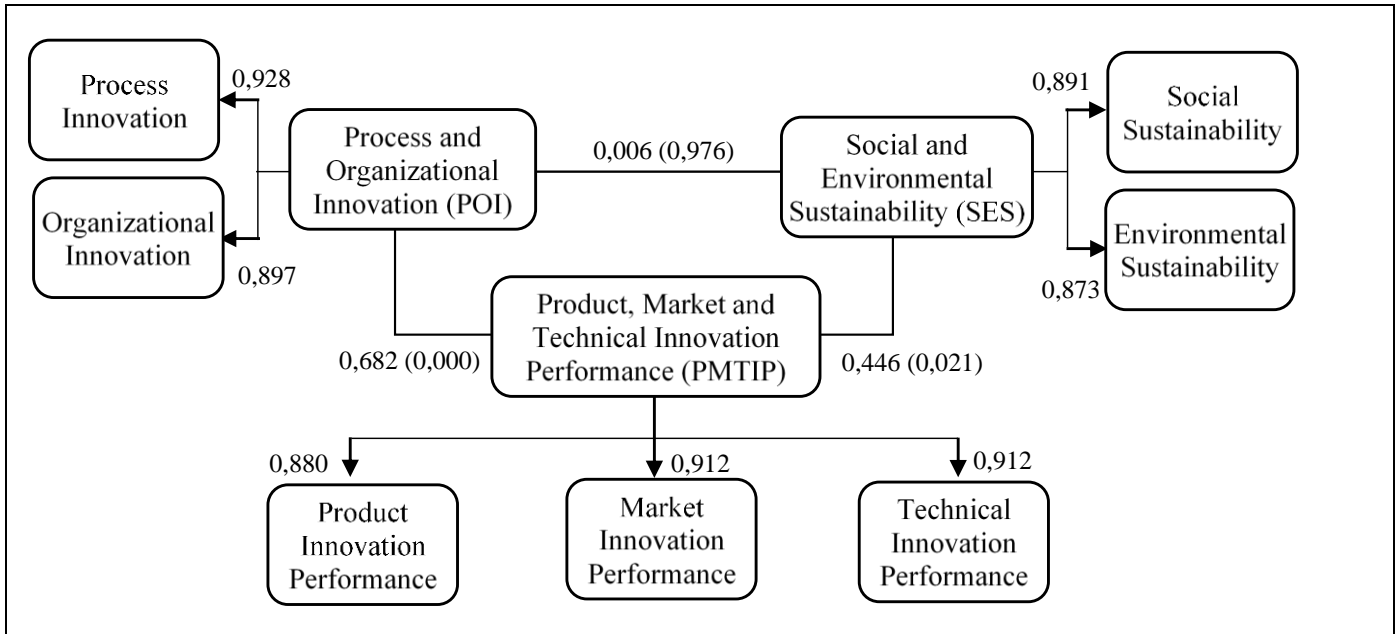 Process
Innovation
0,928
Organizational
Innovation
0,897
Process and
Organizational
Innovation (POI)
0,006 (0,976)
Social and
Environmental
Sustainability (SES)
0,891
Social
Sustainability
Environmental
Sustainability
0,873
0,682 (0,000)
Product, Market and
Technical Innovation
Performance (PMTIP)
0,446 (0,021)
0,880
0,912
0,912
Product
Innovation
Performance
Market
Innovation
Performance
Technical
Innovation
Performance